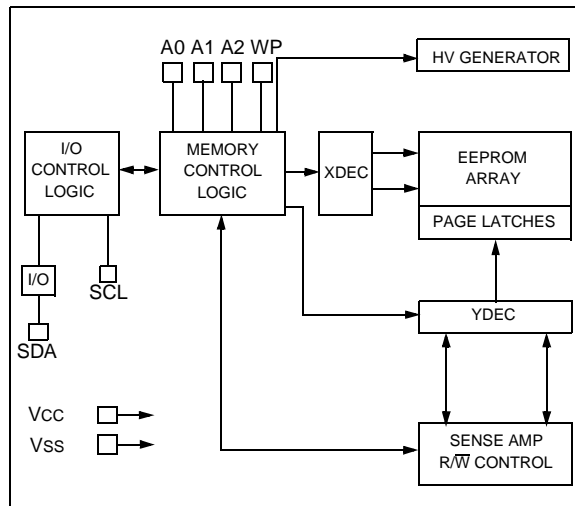 A0 A1 A2 WP
HV GENERATOR
I/O
CONTROL
LOGIC
MEMORY
CONTROL
LOGIC
XDEC
EEPROM
ARRAY
PAGE LATCHES
I/O
SCL
SDA
YDEC
VCC
VSS
SENSE AMP
R/W̅ CONTROL